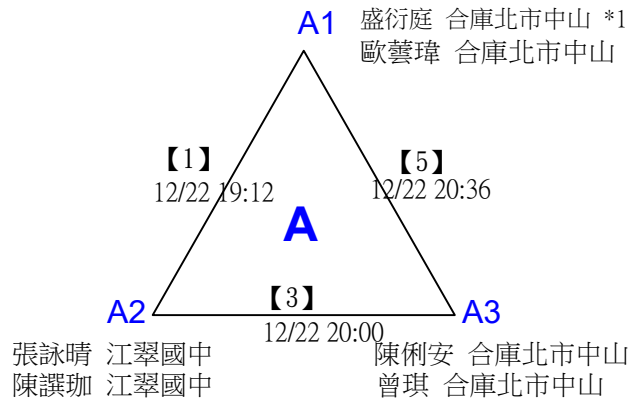 A1 盛衍庭 合庫北市中山 *1
歐藝瑋 合庫北市中山
【1】
12/22 19:12
【5】
12/22 20:36
A
【3】
12/22 20:00
A2
A3
張詠晴 江翠國中
陳譔珈 江翠國中
陳俐安 合庫北市中山
曾琪 合庫北市中山